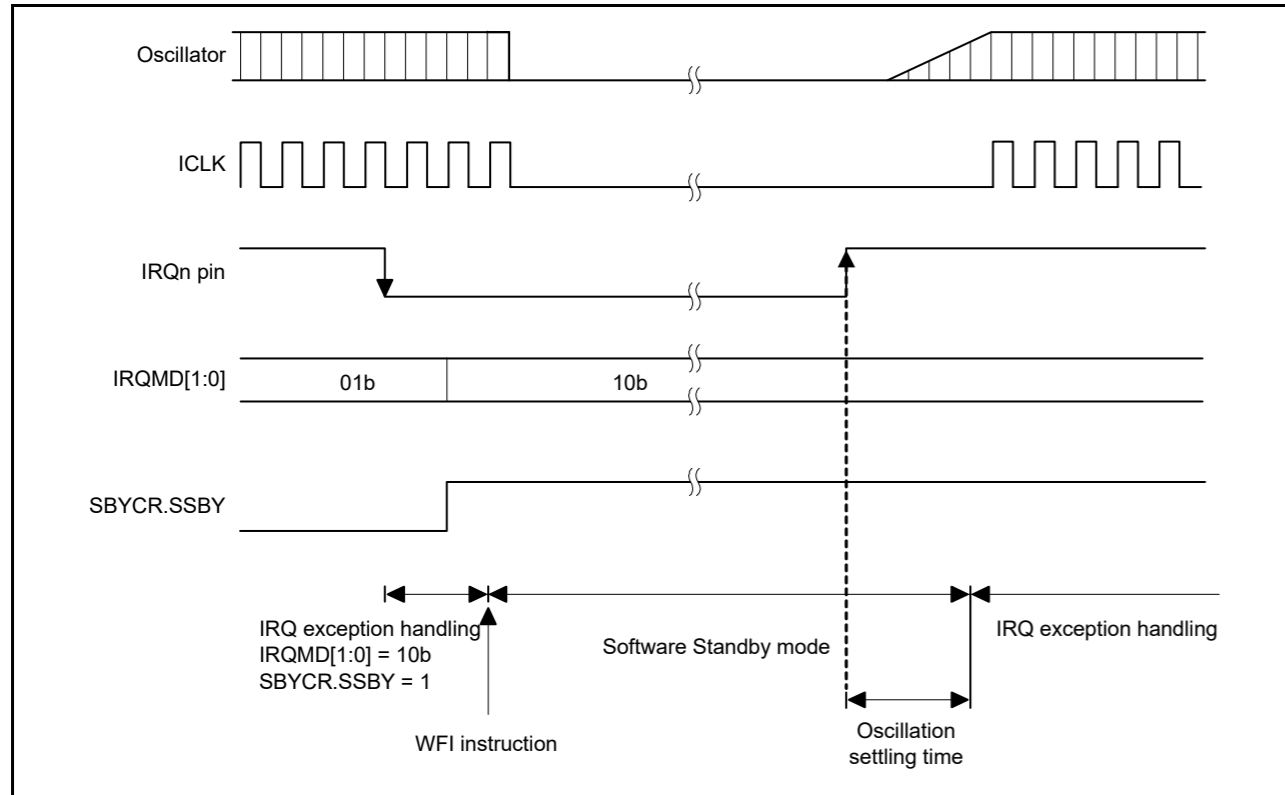 Oscillator
ICLK
IRQn pin
IRQMD[1:0]
01b
10b
SBYCR.SSBY
IRQ exception handling
IRQMD[1:0] = 10b
SBYCR.SSBY = 1
Software Standby mode
IRQ exception handling
WFI instruction
Oscillation
settling time